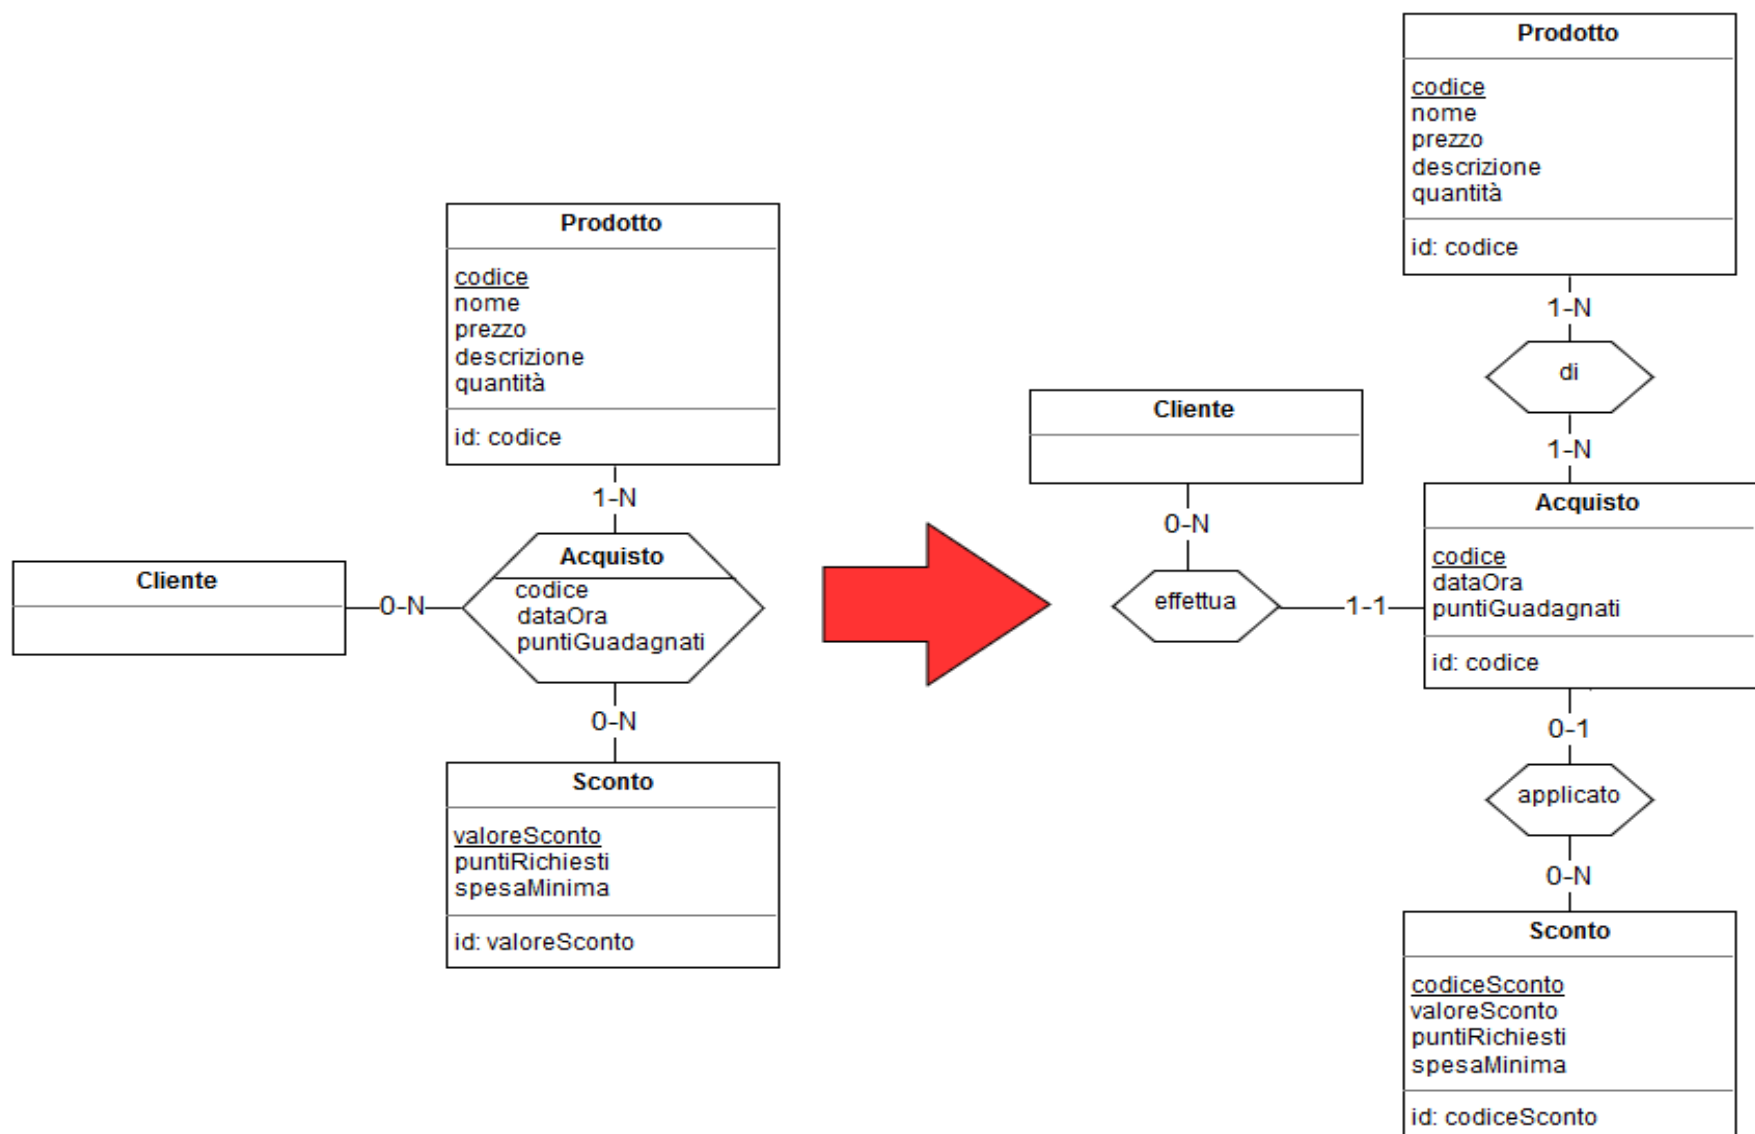 Prodotto
codice
nome
prezzo
descrizione
quantità
id: codice
1-N
Cliente
0-N
Acquisto
codice
dataOra
puntiGuadagnati
0-N
Sconto
valoreSconto
puntiRichiesti
spesaMinima
id: valoreSconto
Prodotto
codice
nome
prezzo
descrizione
quantità
id: codice
1-N
di
1-N
Cliente
0-N
effettua
1-1
Acquisto
codice
dataOra
puntiGuadagnati
id: codice
0-1
applicato
0-N
Sconto
codiceSconto
valoreSconto
puntiRichiesti
spesaMinima
id: codiceSconto